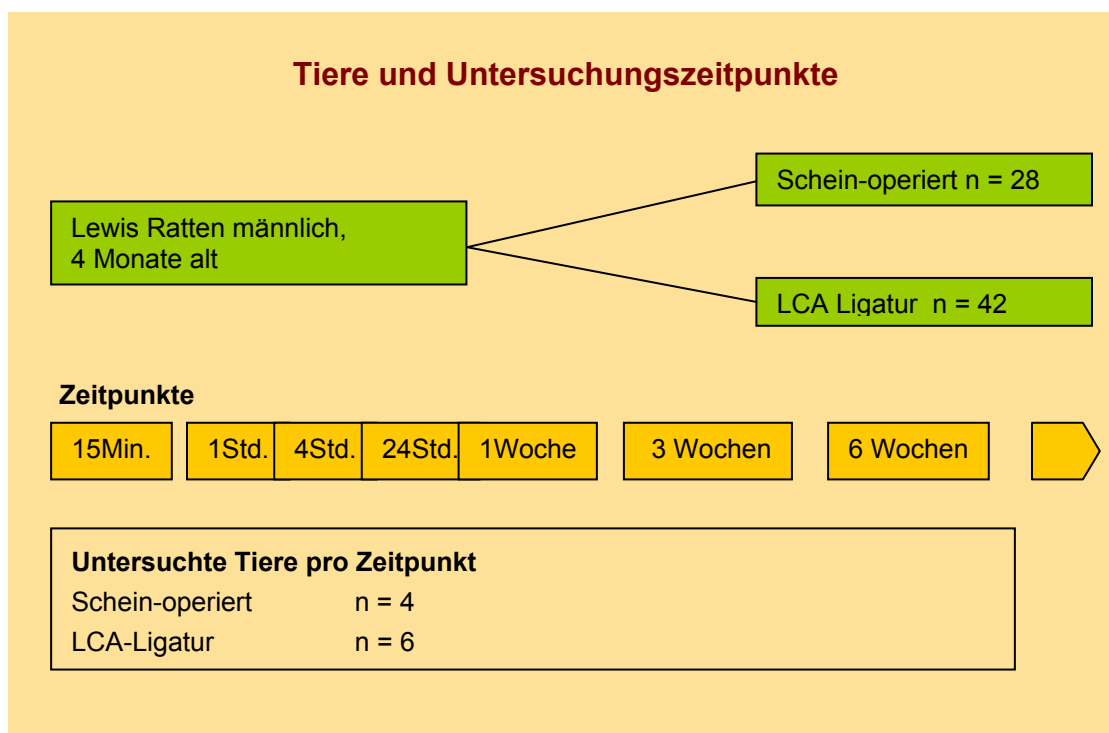 Tiere und Untersuchungszeitpunkte
Schein-operiert n = 28
Lewis Ratten männlich,
4 Monate alt
LCA Ligatur n = 42
Zeitpunkte
15Min. 1Std. 4Std. 24Std. 1Woche 3 Wochen 6 Wochen
Untersuchte Tiere pro Zeitpunkt
Schein-operiert n = 4
LCA-Ligatur n = 6